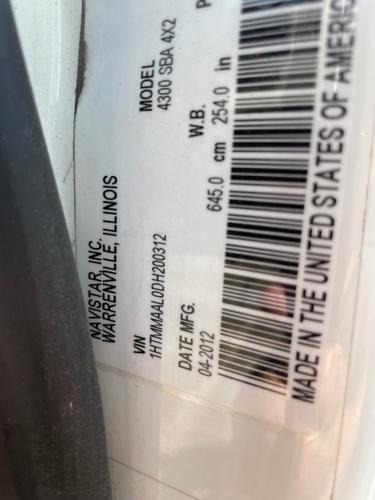 NAVISTAR, INC.
WARRENVILLE, ILLINOIS
VIN
1HTMMAAL0DH200312
MODEL
4300 SBA 4X2
DATE MFG.
04-2012
W.B.
645.0 cm 254.0 in
MADE IN THE UNITED STATES OF AMERIC